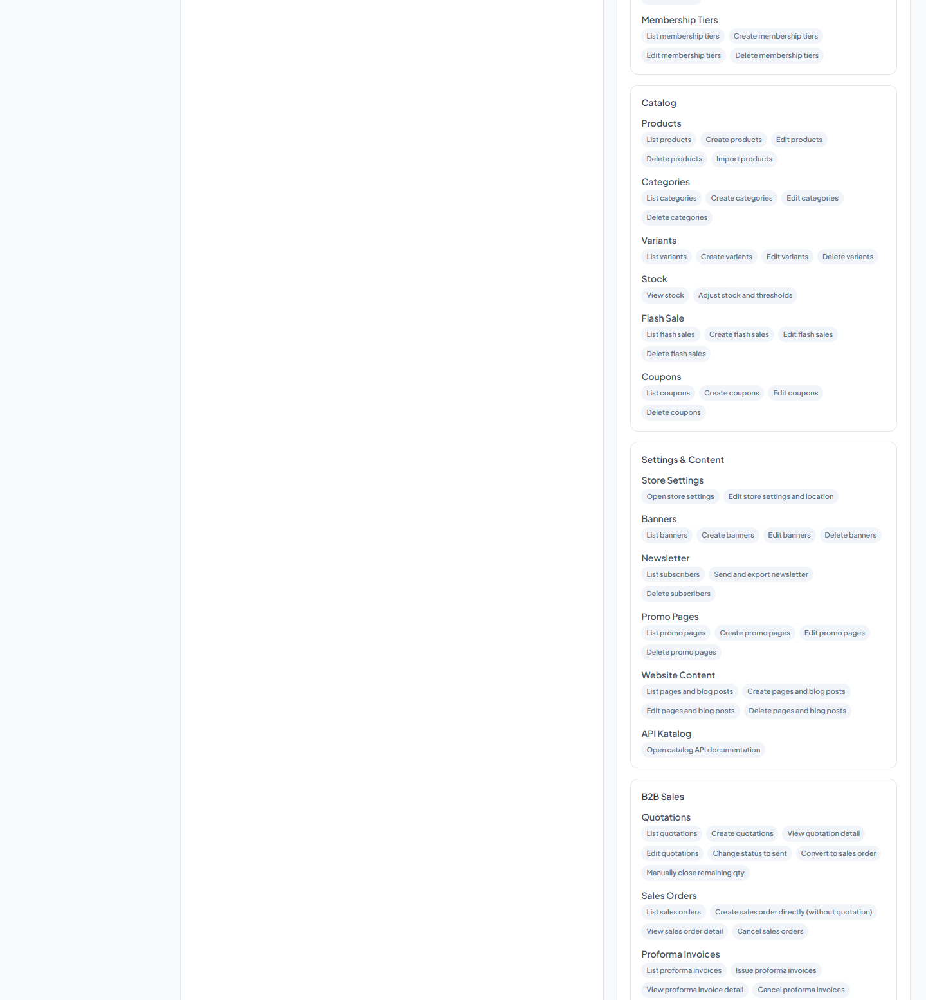 Membership Tiers
List membership tiers Create membership tiers
Edit membership tiers Delete membership tiers
Catalog
Products
List products Create products Edit products
Delete products Import products
Categories
List categories Create categories Edit categories
Delete categories
Variants
List variants Create variants Edit variants Delete variants
Stock
View stock Adjust stock and thresholds
Flash Sale
List flash sales Create flash sales Edit flash sales
Delete flash sales
Coupons
List coupons Create coupons Edit coupons
Delete coupons
Settings & Content
Store Settings
Open store settings Edit store settings and location
Banners
List banners Create banners Edit banners Delete banners
Newsletter
List subscribers Send and export newsletter
Delete subscribers
Promo Pages
List promo pages Create promo pages Edit promo pages
Delete promo pages
Website Content
List pages and blog posts Create pages and blog posts
Edit pages and blog posts Delete pages and blog posts
API Katalog
Open catalog API documentation
B2B Sales
Quotations
List quotations Create quotations View quotation detail
Edit quotations Change status to sent Convert to sales order
Manually close remaining qty
Sales Orders
List sales orders Create sales order directly (without quotation)
View sales order detail Cancel sales orders
Proforma Invoices
List proforma invoices Issue proforma invoices
View proforma invoice detail Cancel proforma invoices